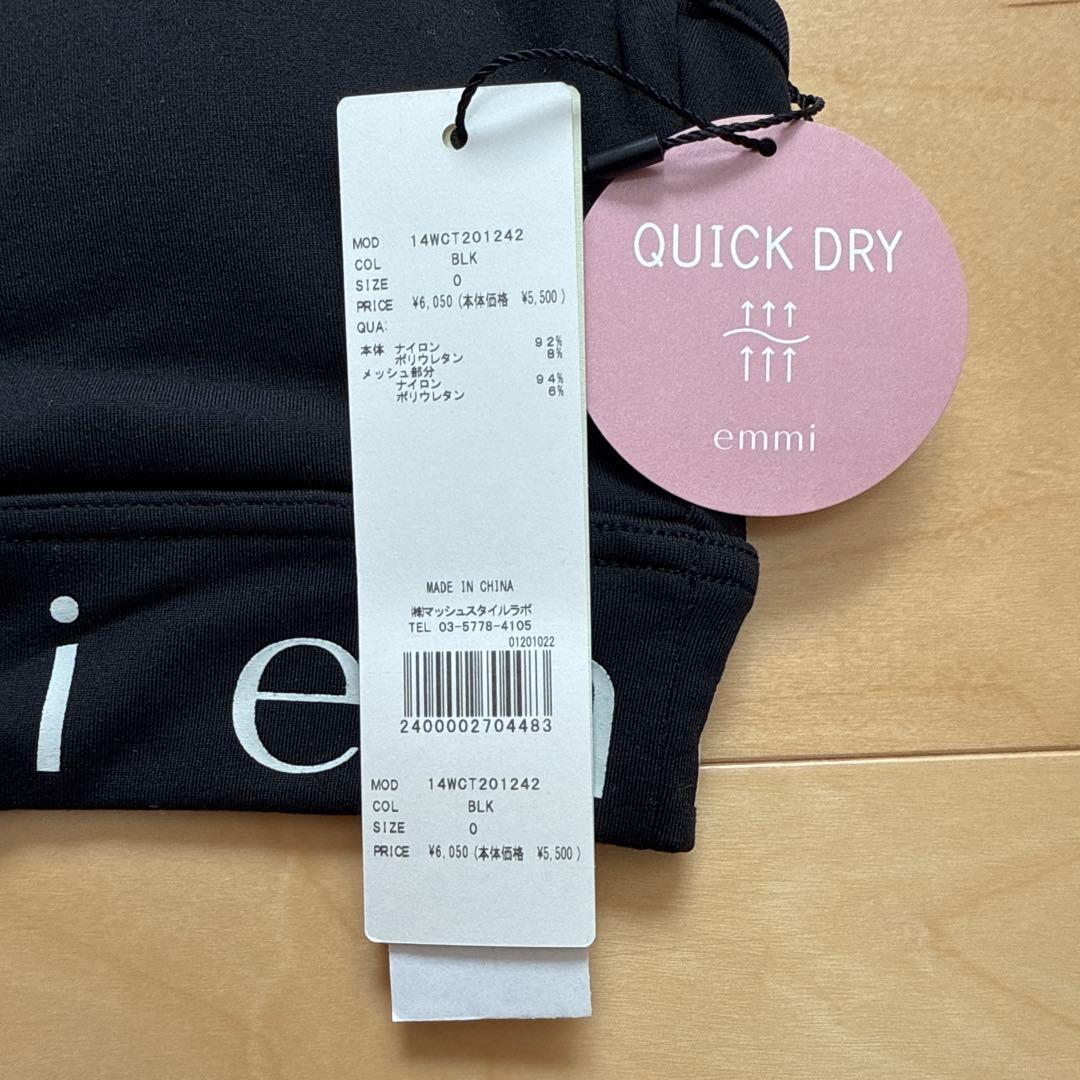 MOD 14WCT201242
COL BLK
SIZE 0
PRICE ¥6,050(本体価格 ¥5,500)
QUA:
本体 ナイロン 92%
ポリウレタン 8%
メッシュ部分
ナイロン 94%
ポリウレタン 6%
MADE IN CHINA
㈱マッシュスタイルラボ
TEL 03-5778-4105
01201022
2400002704483
MOD 14WCT201242
COL BLK
SIZE 0
PRICE ¥6,050(本体価格 ¥5,500)
QUICK DRY
emmi
i e